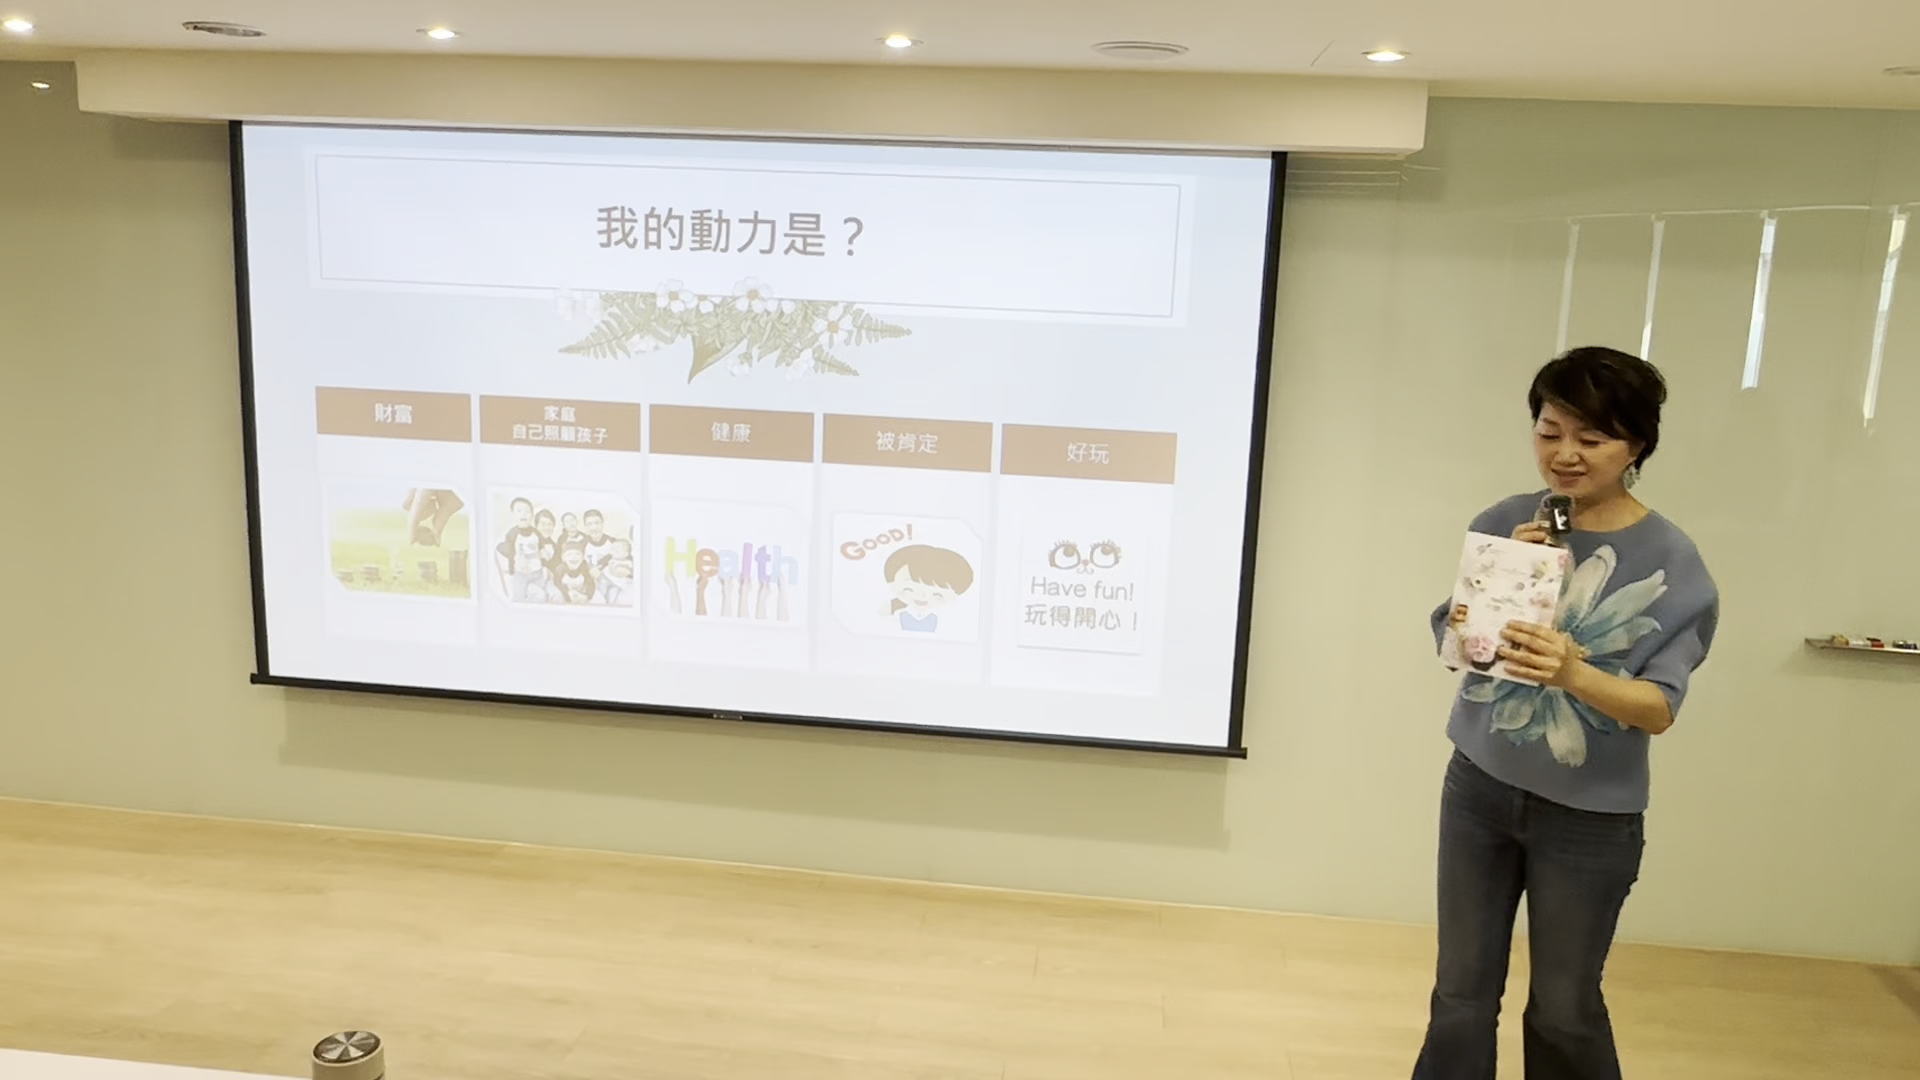 我的動力是？
財富
家庭
自己照顧孩子
健康
被肯定
好玩
Health
GOOD!
Have fun!
玩得開心！